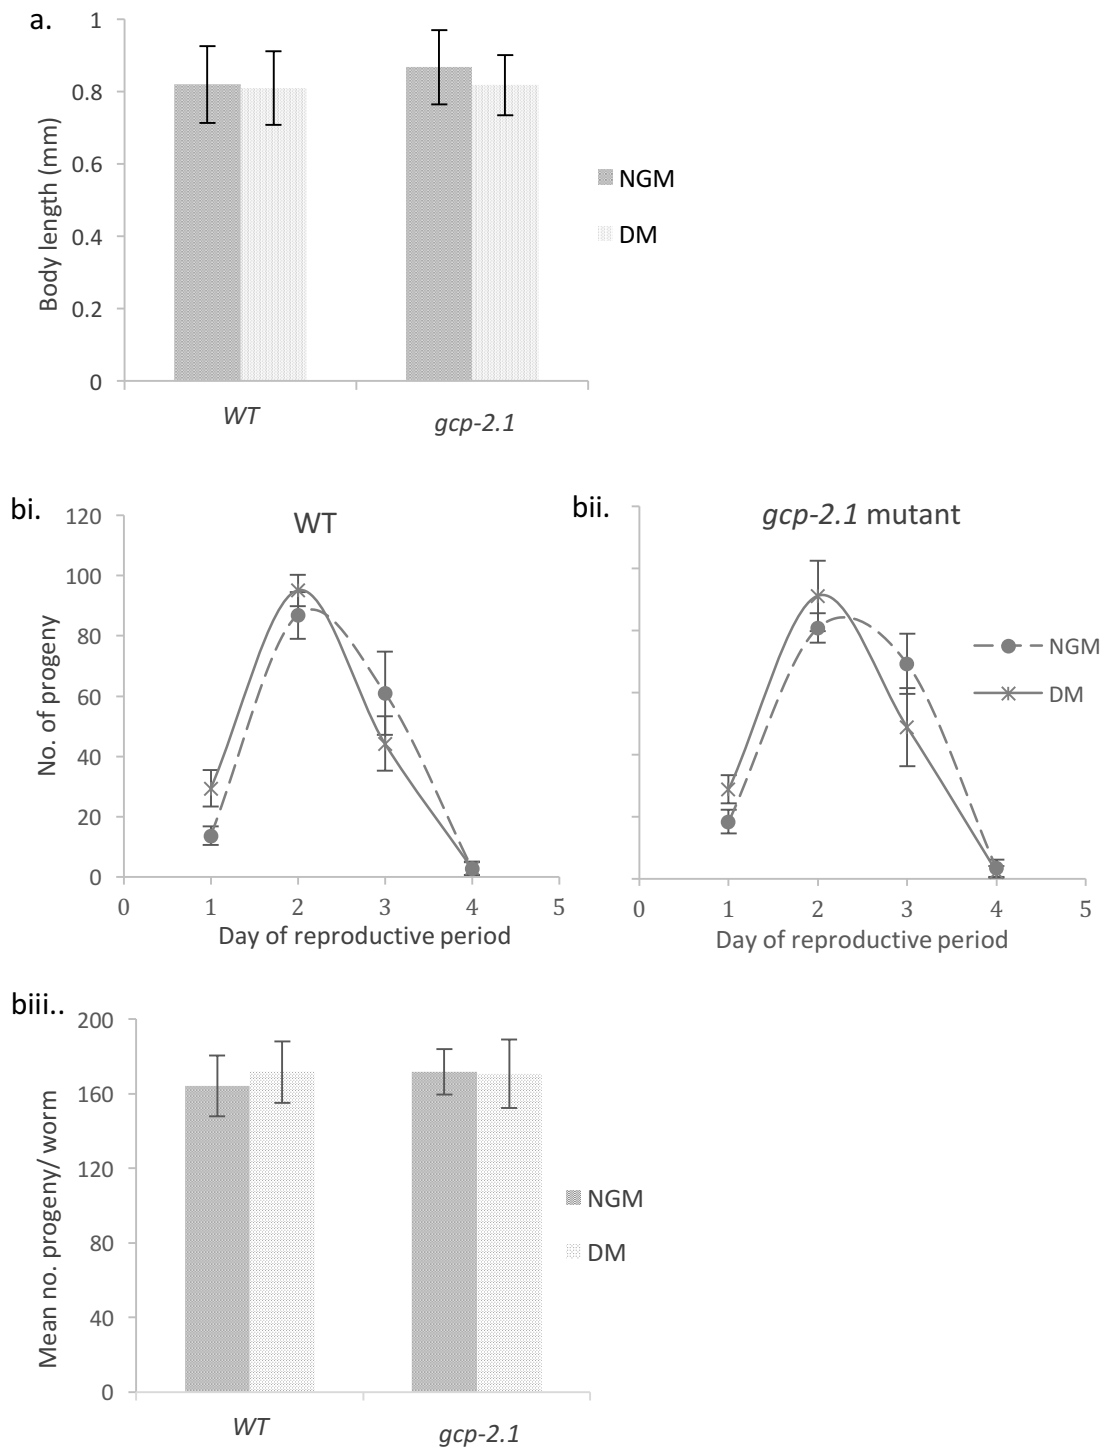 a.
1
0.8
0.6
0.4
0.2
0
Body length (mm)
WT
gcp-2.1
NGM
DM
bi.
WT
120
100
80
60
40
20
0
No. of progeny
0 1 2 3 4 5
Day of reproductive period
bii.
gcp-2.1 mutant
0 1 2 3 4 5
Day of reproductive period
NGM
DM
biii..
200
160
120
80
40
0
Mean no. progeny/ worm
WT
gcp-2.1
NGM
DM